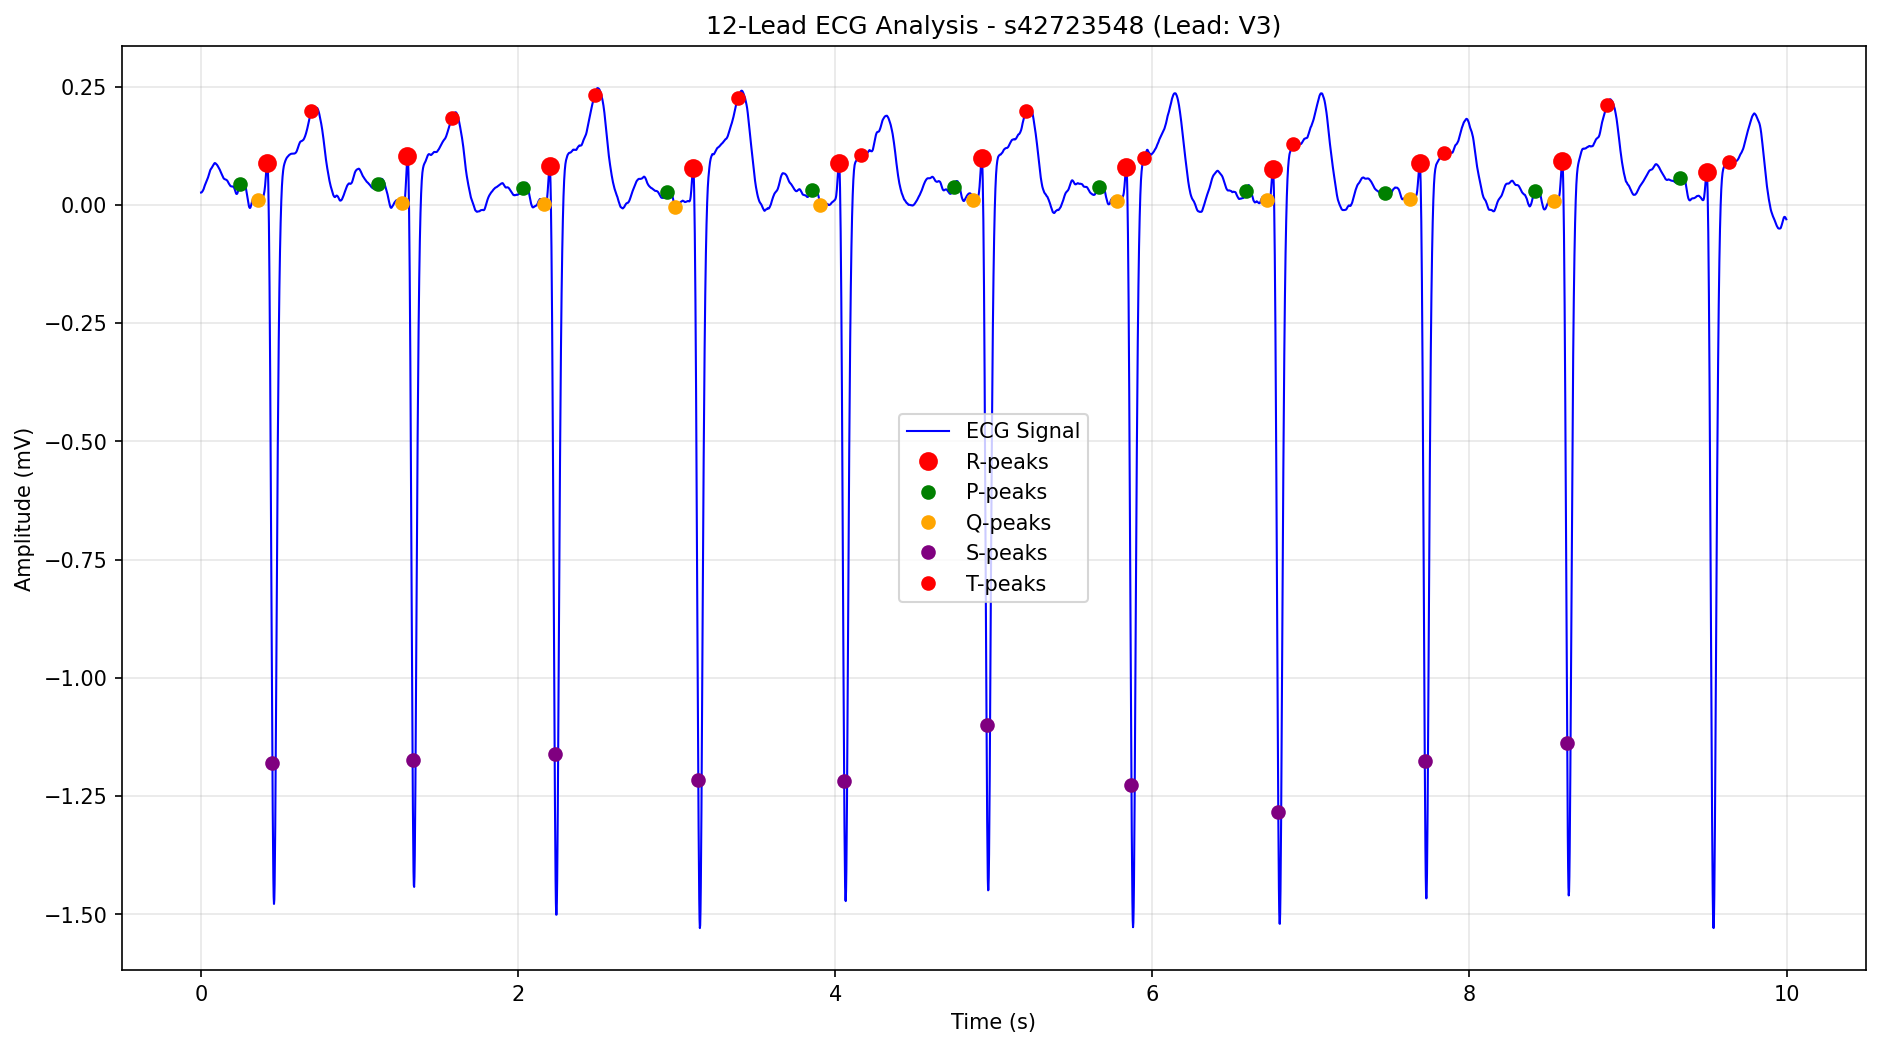 12-Lead ECG Analysis - s42723548 (Lead: V3)
0.25
0.00
−0.25
−0.50
−0.75
−1.00
−1.25
−1.50
Amplitude (mV)
ECG Signal
R-peaks
P-peaks
Q-peaks
S-peaks
T-peaks
0 2 4 6 8 10
Time (s)